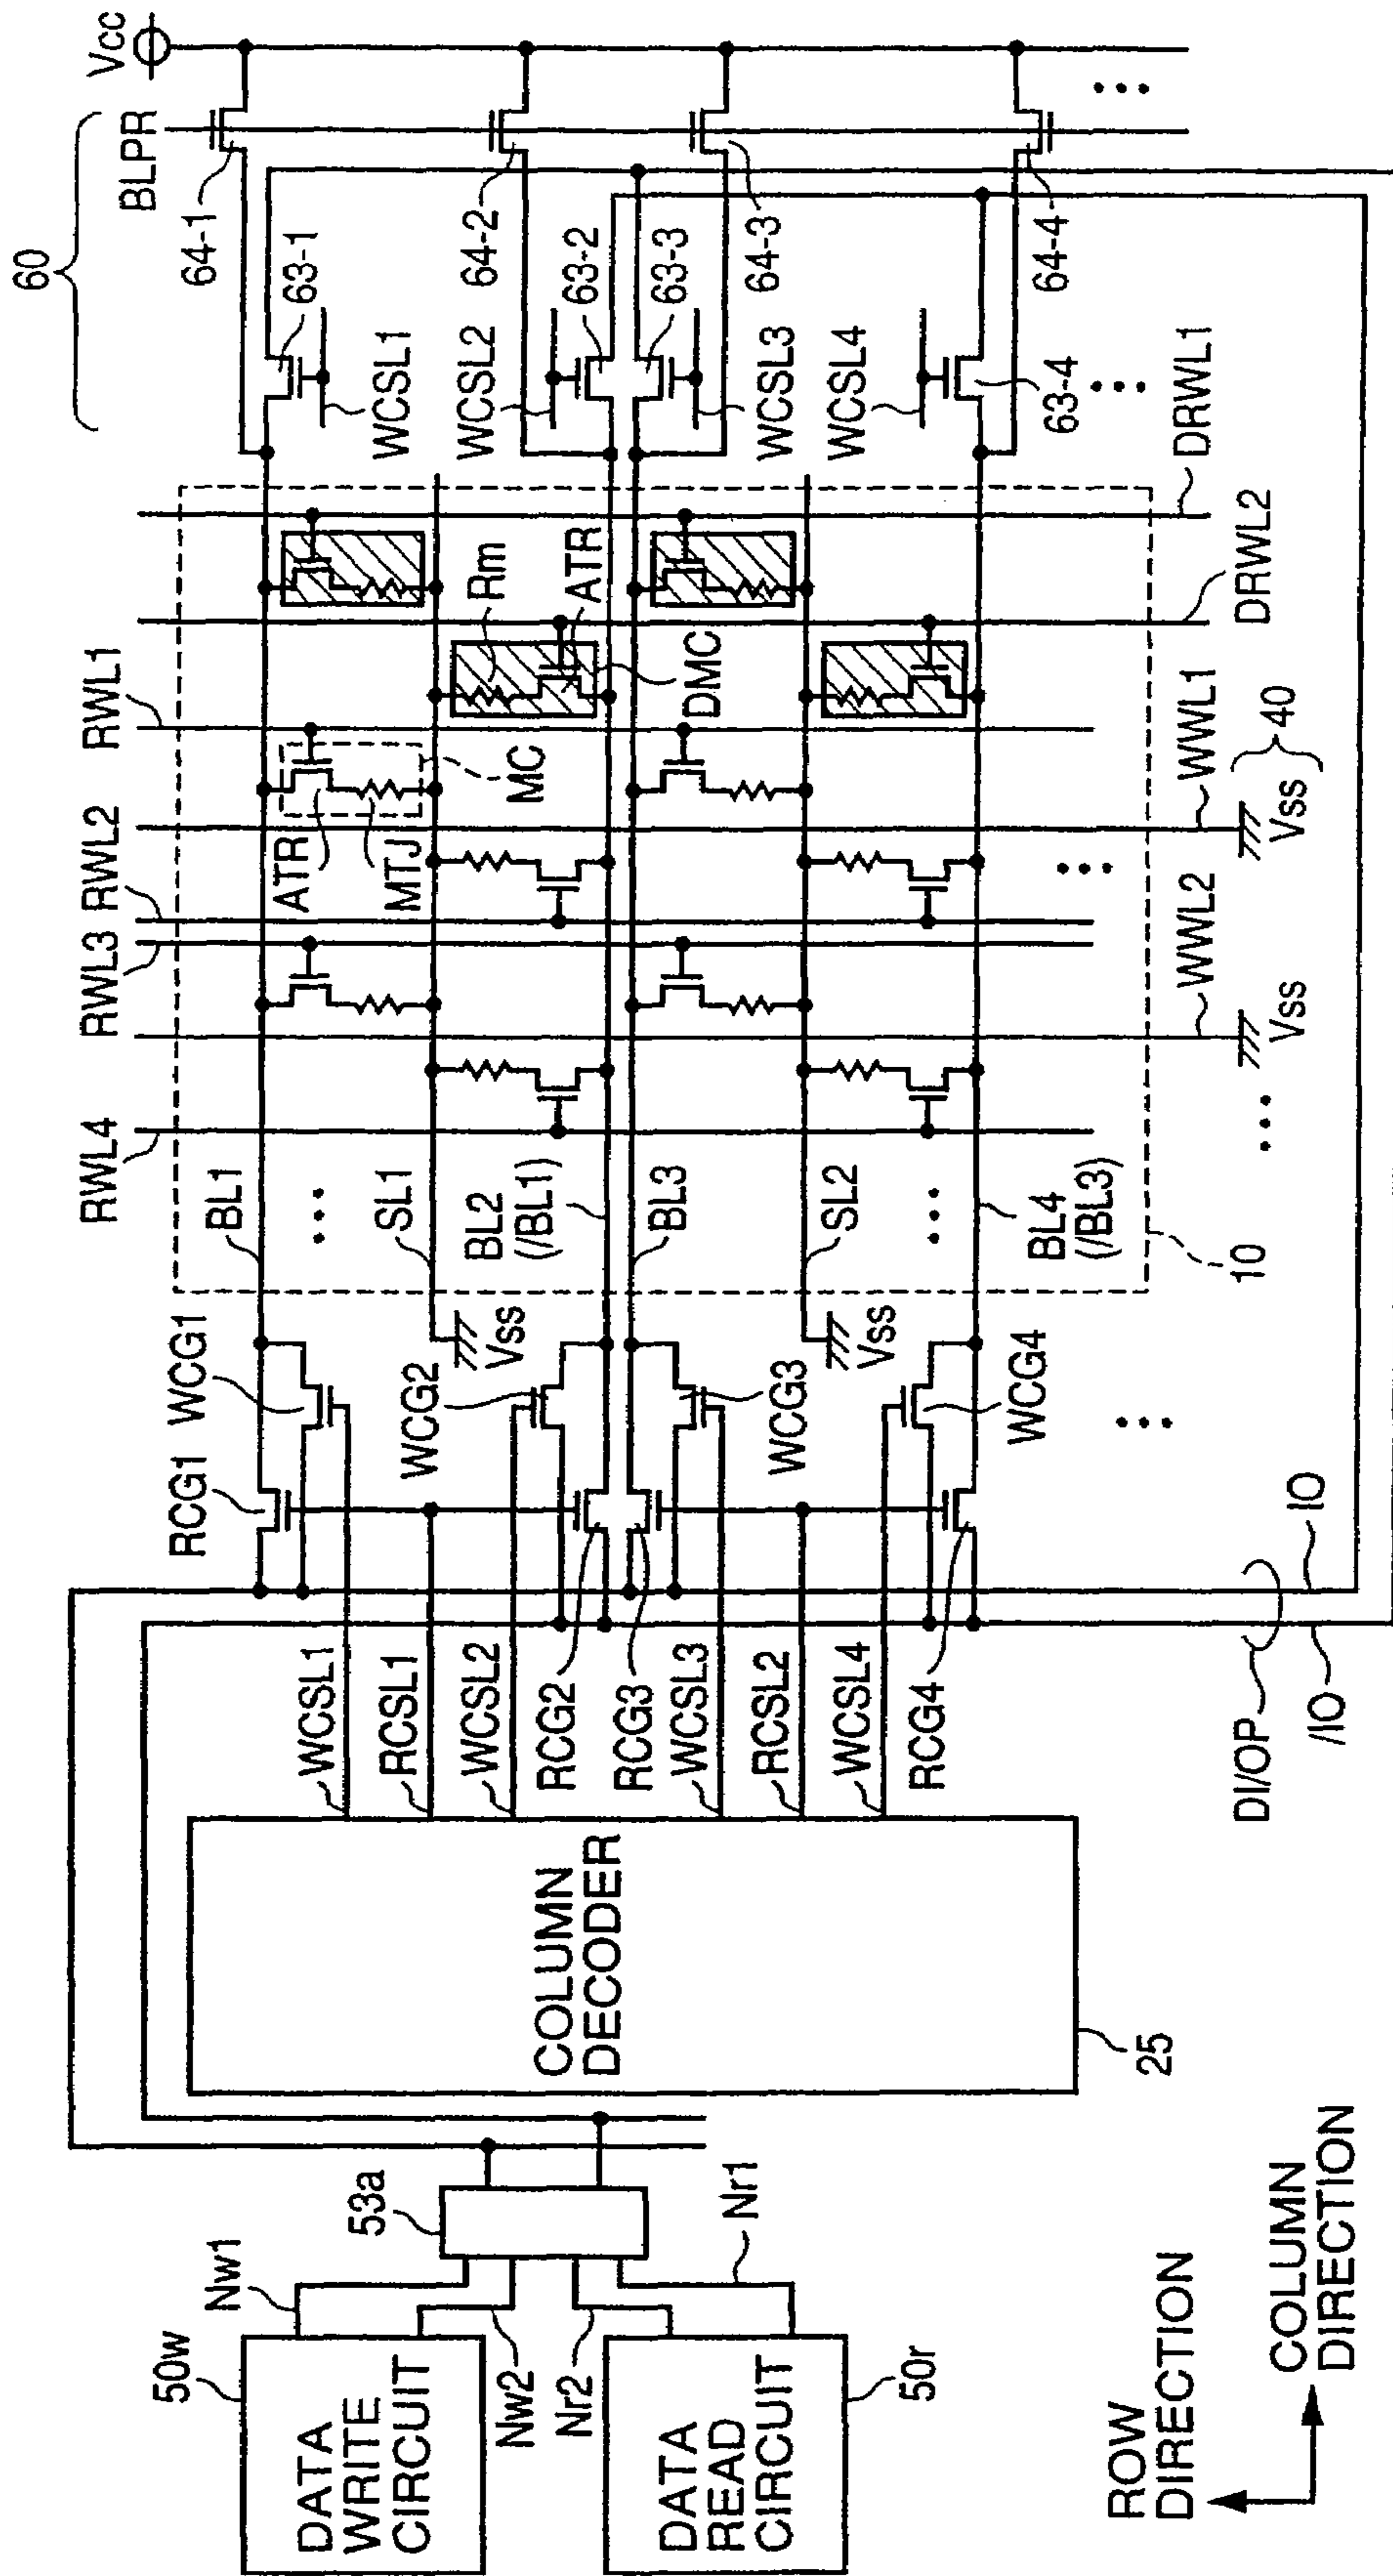 60
BLPR
Vcc
64-1
63-1
WCSL1
64-2
WCSL2
63-2
63-3
WCSL3
64-3
WCSL4
63-4
64-4
RWL1
RWL2
RWL3
RWL4
DRWL1
DRWL2
Rm
ATR
DMC
MC
ATR
MTJ
WWL1
WWL2
40
Vss
Vss
BL1
SL1
BL2
(/BL1)
BL3
SL2
BL4
(/BL3)
10
Vss
Vss
RCG1
WCG1
WCG2
WCG3
WCG4
WCSL1
RCSL1
WCSL2
RCG2
RCG3
WCSL3
RCSL2
WCSL4
RCG4
IO
/IO
DI/OP
COLUMN
DECODER
25
53a
Nw1
Nw2
Nr2
Nr1
50w
DATA
WRITE
CIRCUIT
50r
DATA
READ
CIRCUIT
ROW
DIRECTION
COLUMN
DIRECTION